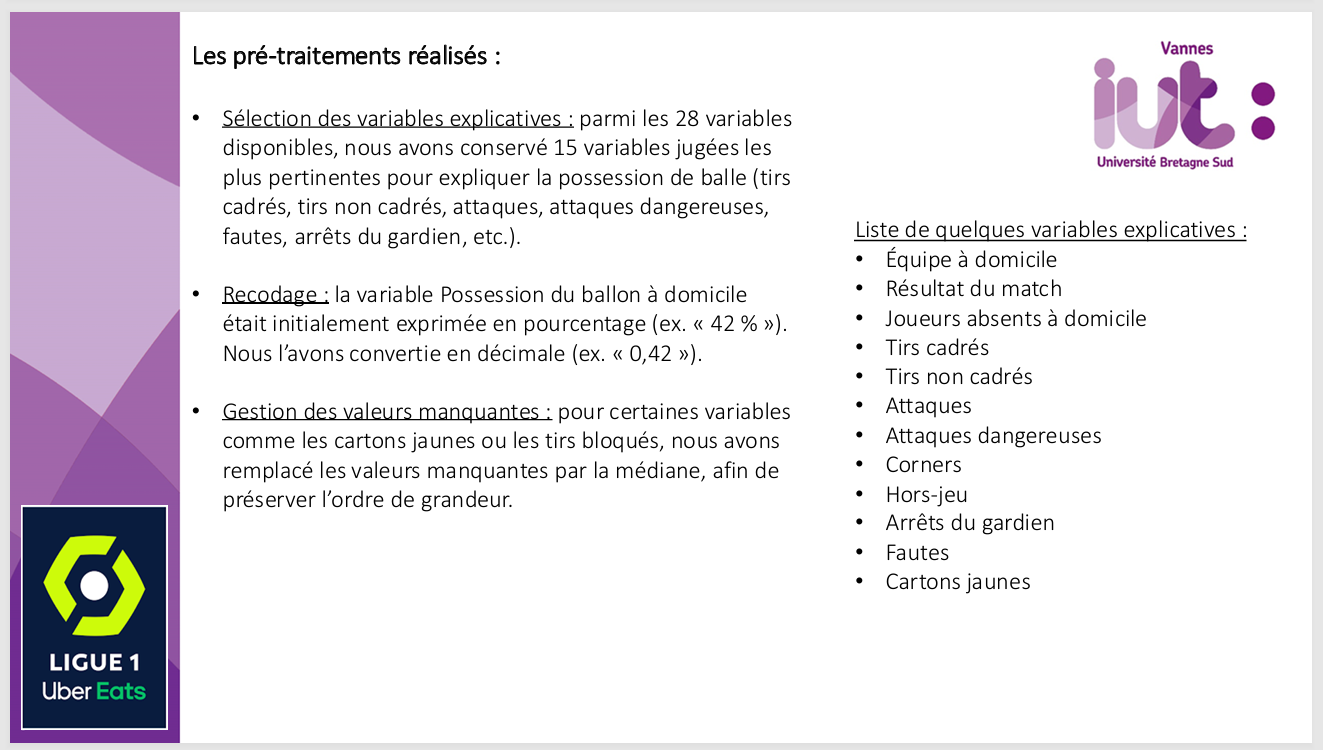 Les pré-traitements réalisés :
• Sélection des variables explicatives : parmi les 28 variables
disponibles, nous avons conservé 15 variables jugées les
plus pertinentes pour expliquer la possession de balle (tirs
cadrés, tirs non cadrés, attaques, attaques dangereuses,
fautes, arrêts du gardien, etc.).
• Recodage : la variable Possession du ballon à domicile
était initialement exprimée en pourcentage (ex. « 42 % »).
Nous l’avons convertie en décimale (ex. « 0,42 »).
• Gestion des valeurs manquantes : pour certaines variables
comme les cartons jaunes ou les tirs bloqués, nous avons
remplacé les valeurs manquantes par la médiane, afin de
préserver l’ordre de grandeur.
Vannes
iut:
Université Bretagne Sud
Liste de quelques variables explicatives :
• Équipe à domicile
• Résultat du match
• Joueurs absents à domicile
• Tirs cadrés
• Tirs non cadrés
• Attaques
• Attaques dangereuses
• Corners
• Hors-jeu
• Arrêts du gardien
• Fautes
• Cartons jaunes
LIGUE 1
Uber Eats